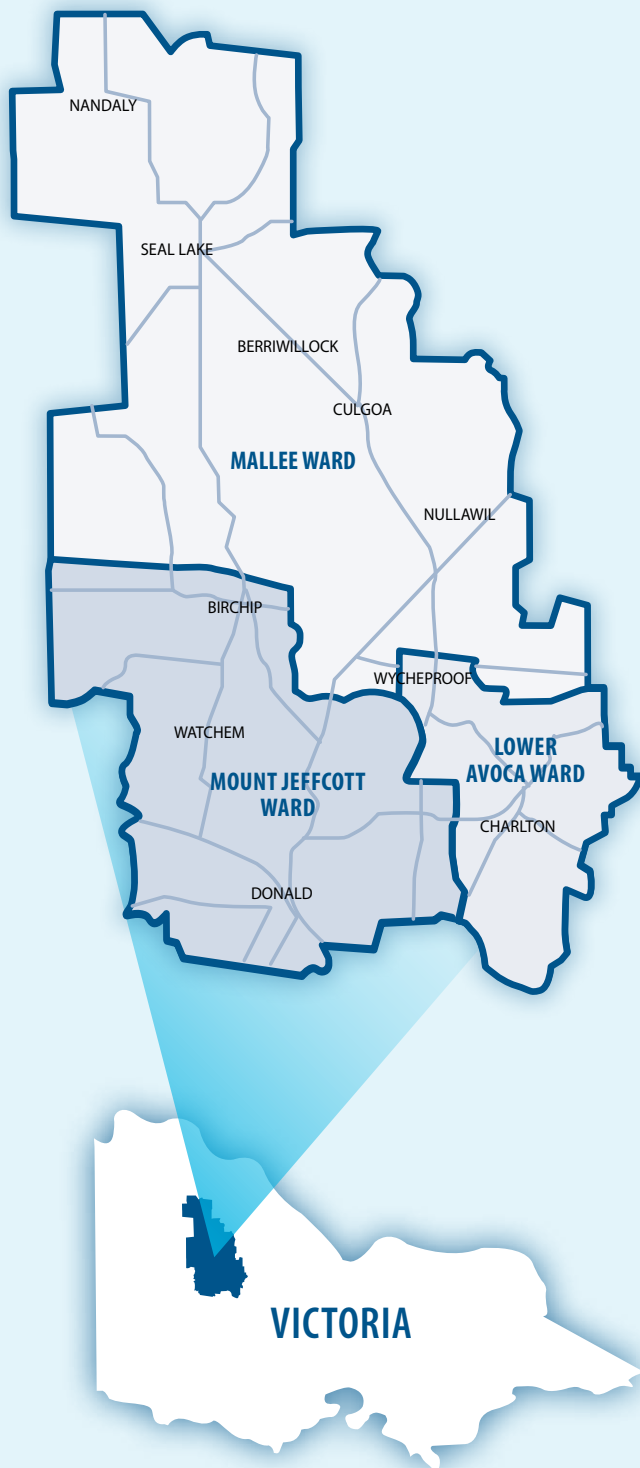 NANDALY
SEAL LAKE
BERRIWILLOCK
CULGOA
MALLEE WARD
NULLAWIL
BIRCHIP
WYCHEPROOF
WATCHEM
LOWER
AVOCA WARD
MOUNT JEFFCOTT
WARD
CHARLTON
DONALD
VICTORIA